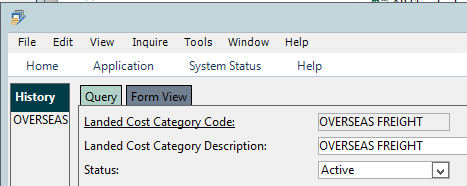 File Edit View Inquire Tools Window Help
Home Application System Status Help
History Query Form View
OVERSEAS
Landed Cost Category Code: OVERSEAS FREIGHT
Landed Cost Category Description: OVERSEAS FREIGHT
Status: Active